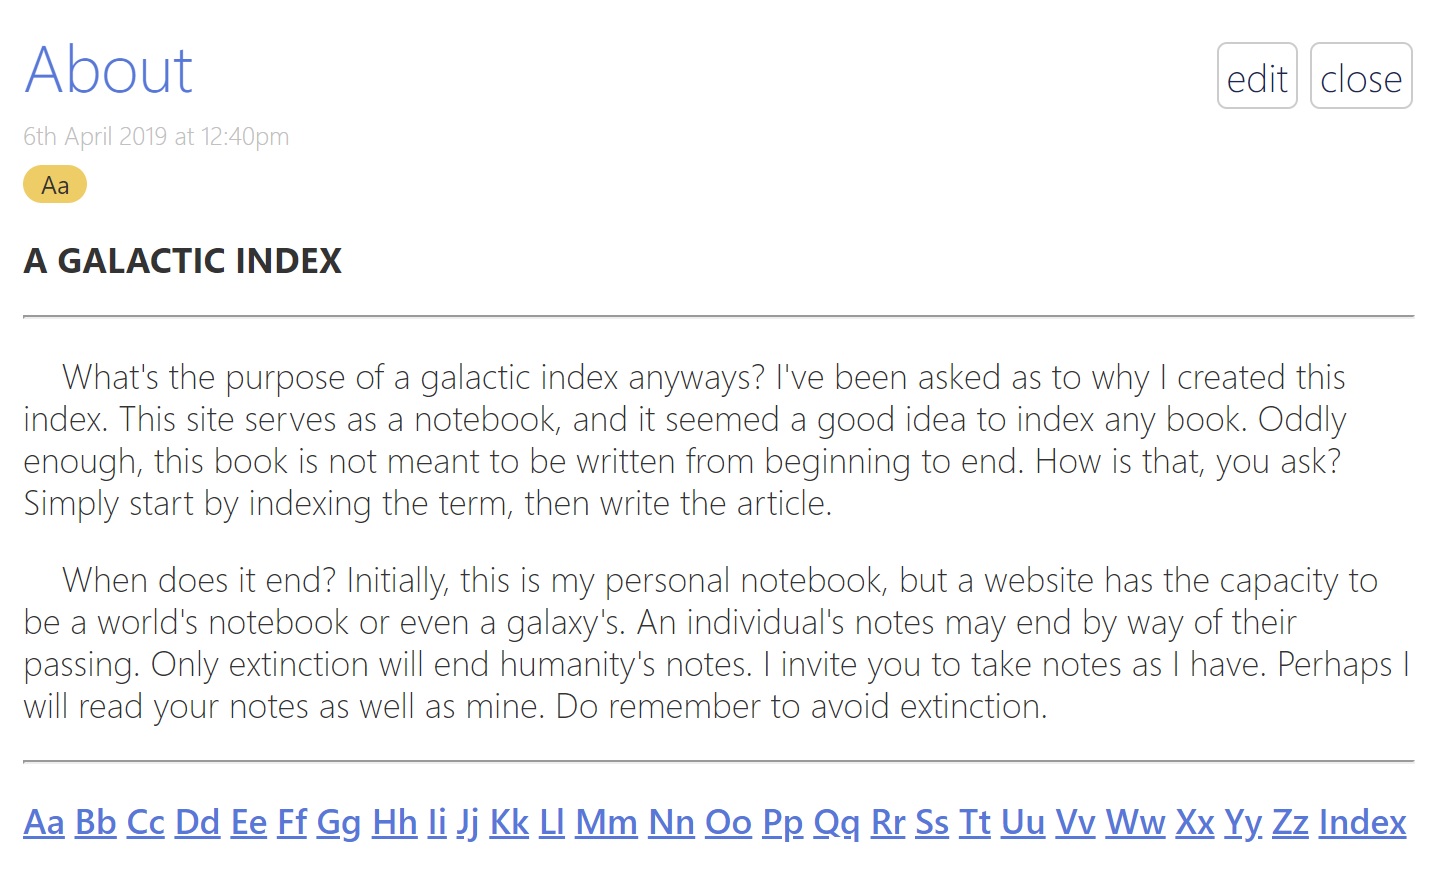 About
edit close
6th April 2019 at 12:40pm
Aa
A GALACTIC INDEX
What's the purpose of a galactic index anyways? I've been asked as to why I created this
index. This site serves as a notebook, and it seemed a good idea to index any book. Oddly
enough, this book is not meant to be written from beginning to end. How is that, you ask?
Simply start by indexing the term, then write the article.
When does it end? Initially, this is my personal notebook, but a website has the capacity to
be a world's notebook or even a galaxy's. An individual's notes may end by way of their
passing. Only extinction will end humanity's notes. I invite you to take notes as I have. Perhaps I
will read your notes as well as mine. Do remember to avoid extinction.
Aa Bb Cc Dd Ee Ff Gg Hh Ii Jj Kk Ll Mm Nn Oo Pp Qq Rr Ss Tt Uu Vv Ww Xx Yy Zz Index